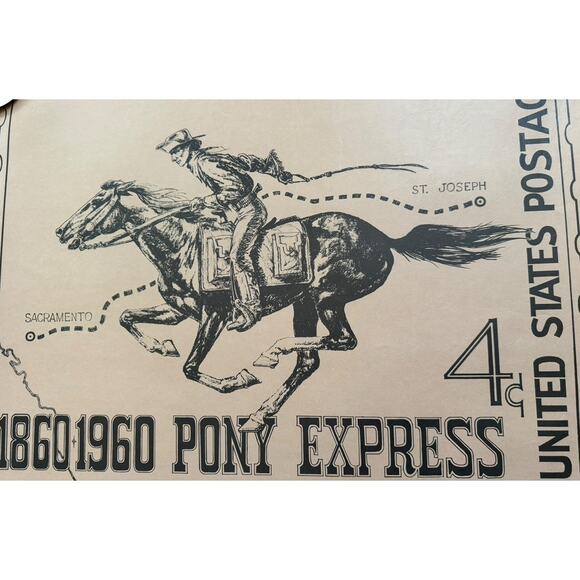 ST. JOSEPH
SACRAMENTO
4¢
1860·1960 PONY EXPRESS
UNITED STATES POSTAG